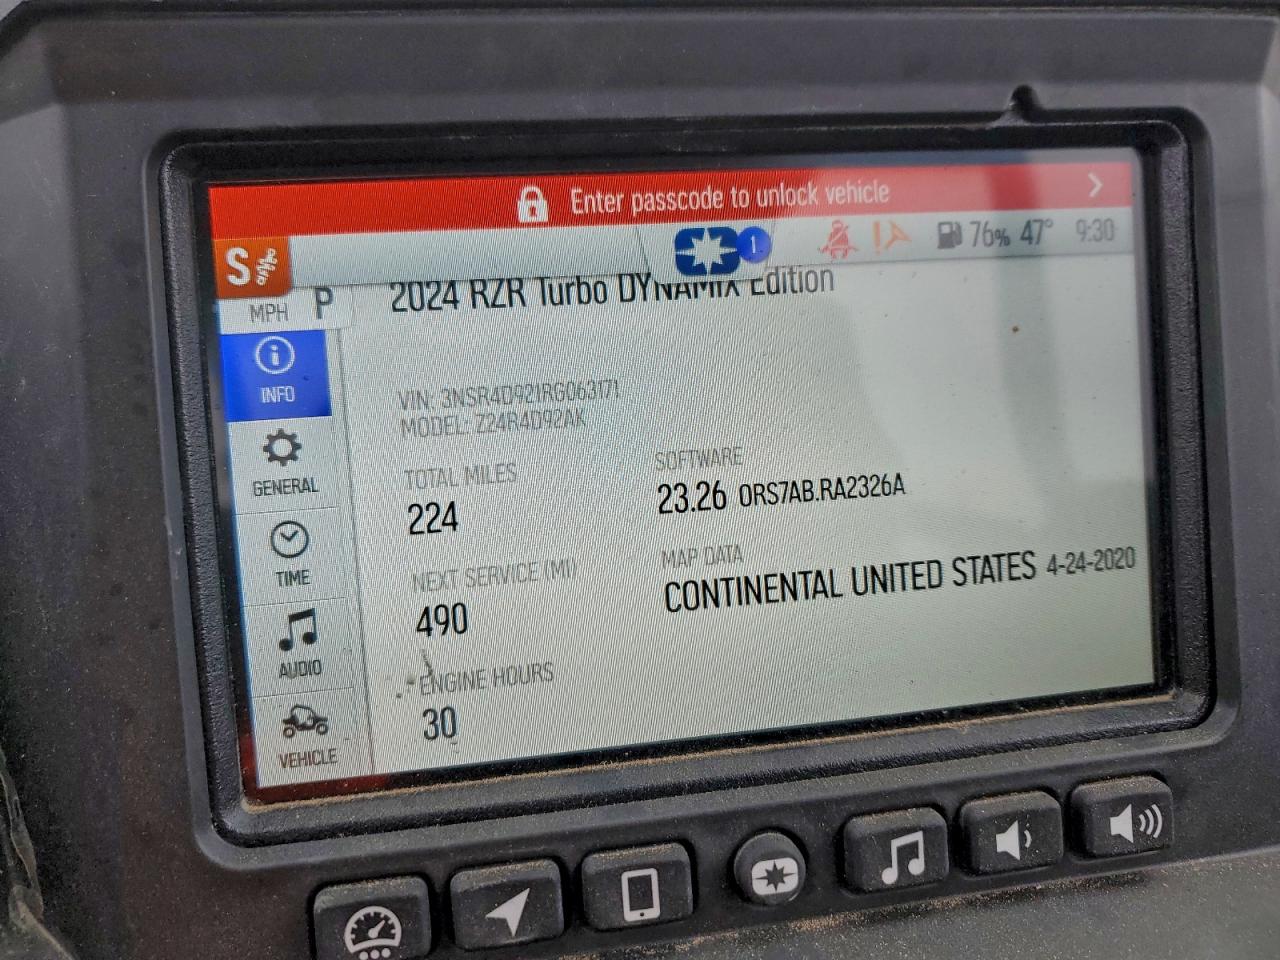 Enter passcode to unlock vehicle
S
1
76% 47° 9:30
MPH P
2024 RZR Turbo DYNAMIX Edition
INFO
VIN: 3NSR4D921RG063171
MODEL: Z24R4D92AK
GENERAL
TOTAL MILES
224
SOFTWARE
23.26 ORS7AB.RA2326A
TIME
NEXT SERVICE (MI)
490
MAP DATA
CONTINENTAL UNITED STATES 4-24-2020
AUDIO
ENGINE HOURS
30
VEHICLE